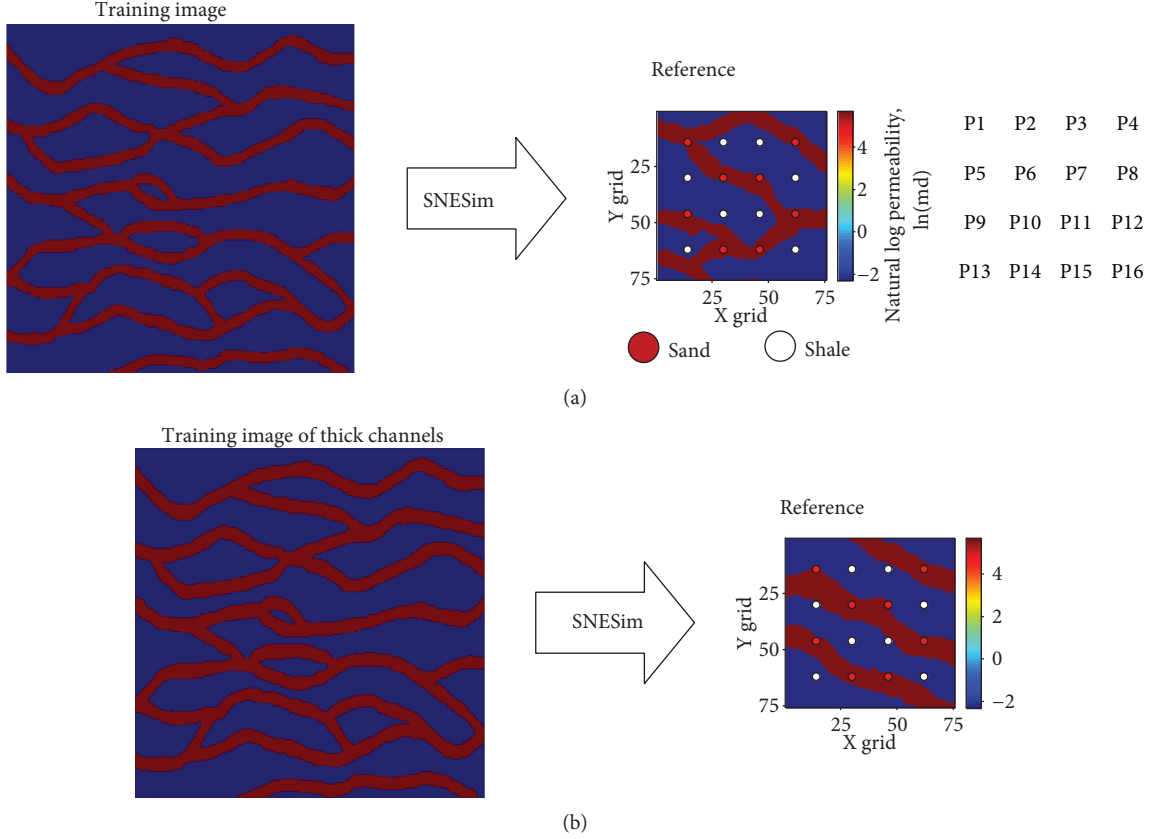 Training image
SNESim
Reference
Y grid
25
50
75
25 50 75
X grid
4
2
0
−2
Natural log permeability,
ln(md)
P1 P2 P3 P4
P5 P6 P7 P8
P9 P10 P11 P12
P13 P14 P15 P16
Sand
Shale
(a)
Training image of thick channels
SNESim
Reference
Y grid
25
50
75
25 50 75
X grid
4
2
0
−2
(b)